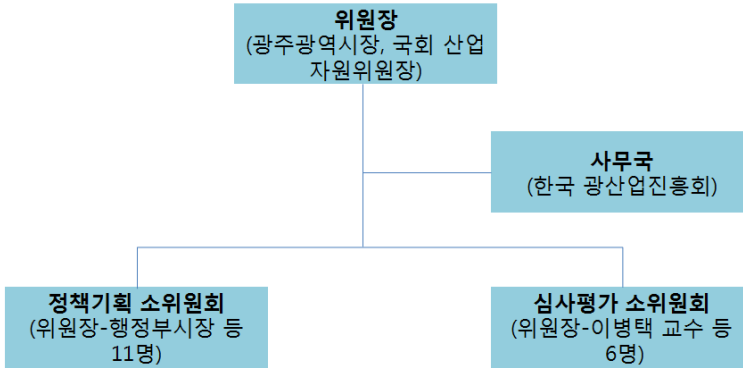 위원장
(광주광역시장, 국회 산업
자원위원장)
사무국
(한국 광산업진흥회)
정책기획 소위원회
(위원장-행정부시장 등
11명)
심사평가 소위원회
(위원장-이병택 교수 등
6명)